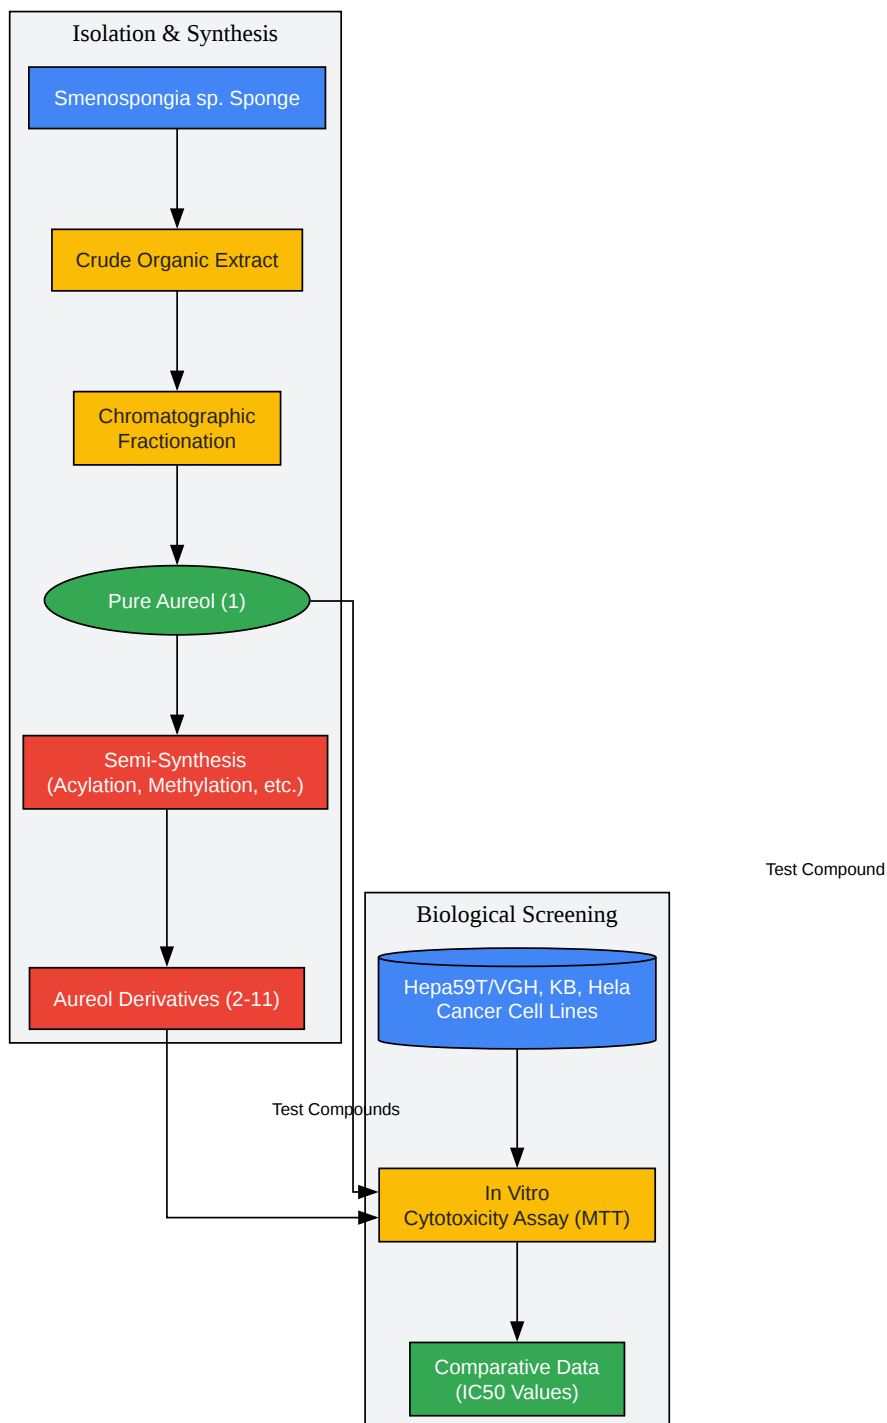 Isolation & Synthesis
Smenospongia sp. Sponge
Crude Organic Extract
Chromatographic
Fractionation
Pure Aureol (1)
Semi-Synthesis
(Acylation, Methylation, etc.)
Aureol Derivatives (2-11)
Test Compound
Biological Screening
Hepa59T/VGH, KB, Hela
Cancer Cell Lines
Test Compounds
In Vitro
Cytotoxicity Assay (MTT)
Comparative Data
(IC50 Values)